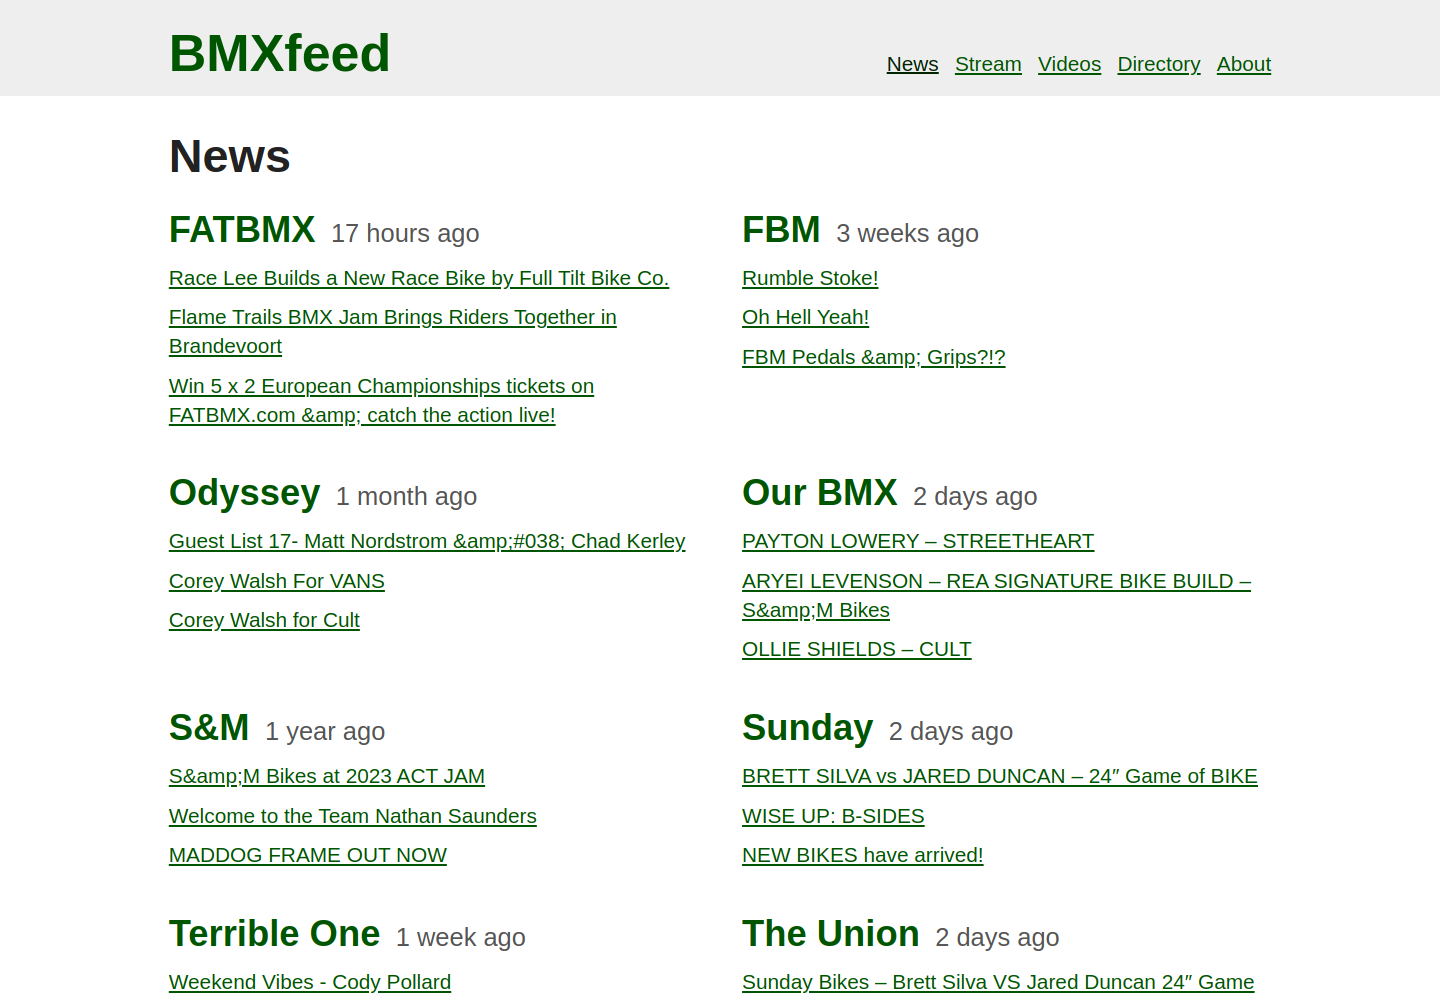 BMXfeed
News Stream Videos Directory About
News
FATBMX 17 hours ago
Race Lee Builds a New Race Bike by Full Tilt Bike Co.
Flame Trails BMX Jam Brings Riders Together in
Brandevoort
Win 5 x 2 European Championships tickets on
FATBMX.com &amp; catch the action live!
FBM 3 weeks ago
Rumble Stoke!
Oh Hell Yeah!
FBM Pedals &amp; Grips?!?
Odyssey 1 month ago
Guest List 17- Matt Nordstrom &amp;#038; Chad Kerley
Corey Walsh For VANS
Corey Walsh for Cult
Our BMX 2 days ago
PAYTON LOWERY – STREETHEART
ARYEI LEVENSON – REA SIGNATURE BIKE BUILD –
S&amp;M Bikes
OLLIE SHIELDS – CULT
S&M 1 year ago
S&amp;M Bikes at 2023 ACT JAM
Welcome to the Team Nathan Saunders
MADDOG FRAME OUT NOW
Sunday 2 days ago
BRETT SILVA vs JARED DUNCAN – 24″ Game of BIKE
WISE UP: B-SIDES
NEW BIKES have arrived!
Terrible One 1 week ago
Weekend Vibes - Cody Pollard
The Union 2 days ago
Sunday Bikes – Brett Silva VS Jared Duncan 24″ Game